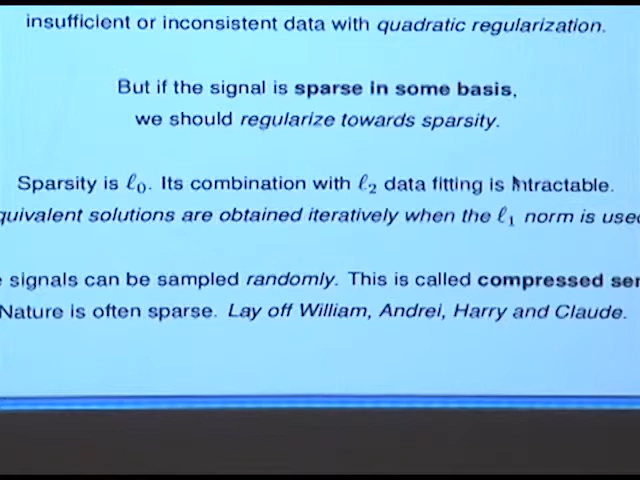 insufficient or inconsistent data with quadratic regularization.
But if the signal is sparse in some basis,
we should regularize towards sparsity.
Sparsity is ℓ0. Its combination with ℓ2 data fitting is intractable.
quivalent solutions are obtained iteratively when the ℓ1 norm is used
e signals can be sampled randomly. This is called compressed sen
Nature is often sparse. Lay off William, Andrei, Harry and Claude.